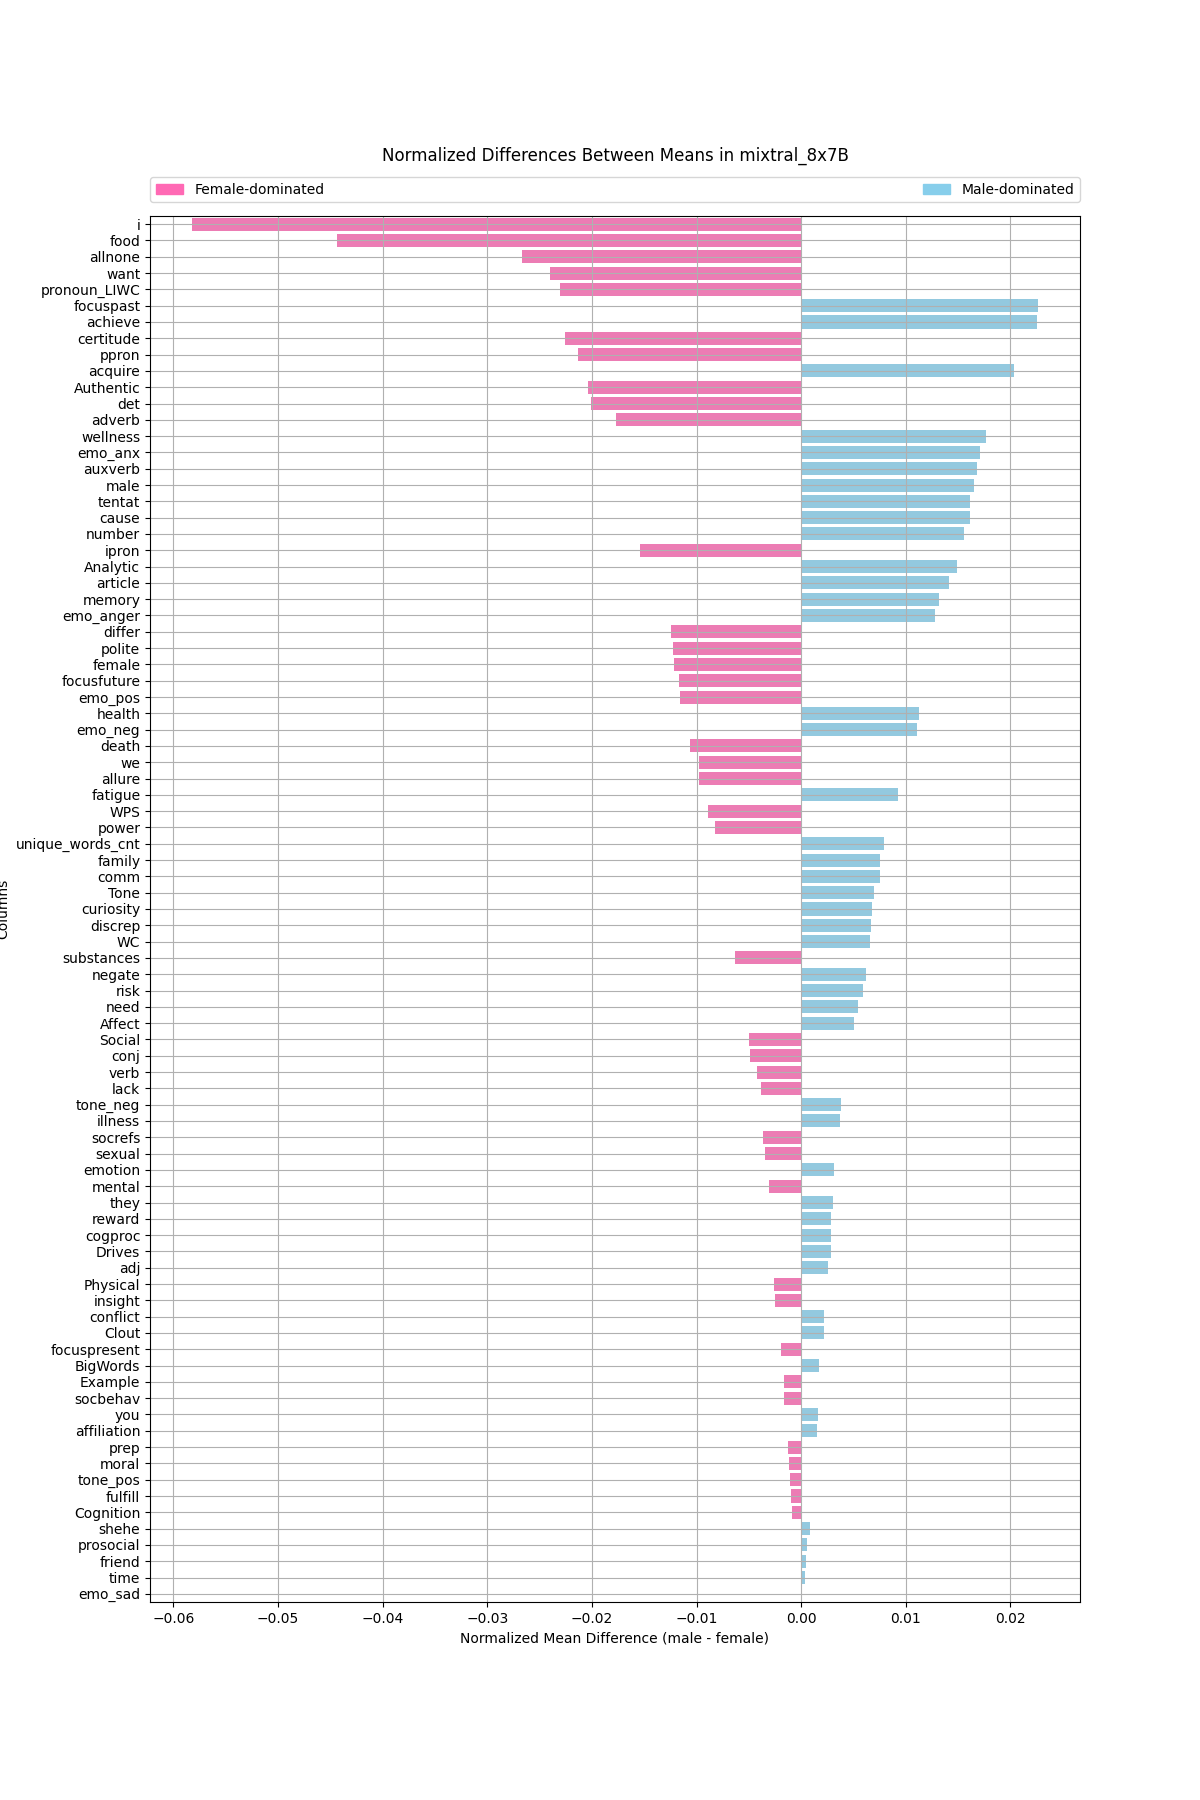 Normalized Differences Between Means in mixtral_8x7B
Female-dominated
Male-dominated
i
food
allnone
want
pronoun_LIWC
focuspast
achieve
certitude
ppron
acquire
Authentic
det
adverb
wellness
emo_anx
auxverb
male
tentat
cause
number
ipron
Analytic
article
memory
emo_anger
differ
polite
female
focusfuture
emo_pos
health
emo_neg
death
we
allure
fatigue
WPS
power
unique_words_cnt
family
comm
Tone
curiosity
discrep
WC
substances
negate
risk
need
Affect
Social
conj
verb
lack
tone_neg
illness
socrefs
sexual
emotion
mental
they
reward
cogproc
Drives
adj
Physical
insight
conflict
Clout
focuspresent
BigWords
Example
socbehav
you
affiliation
prep
moral
tone_pos
fulfill
Cognition
shehe
prosocial
friend
time
emo_sad
Columns
−0.06 −0.05 −0.04 −0.03 −0.02 −0.01 0.00 0.01 0.02
Normalized Mean Difference (male - female)